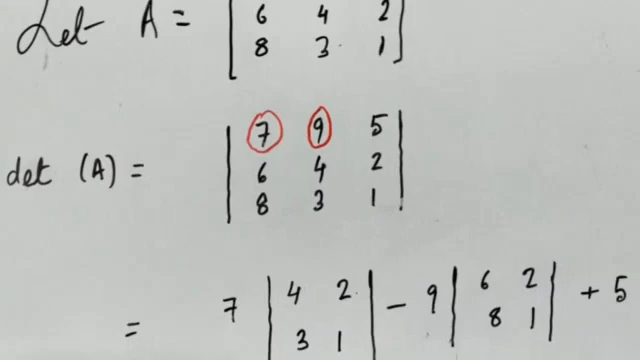 Let A = 6 4 2
8 3 1
7 9 5
det (A) = 6 4 2
8 3 1
= 7 | 4 2 | - 9 | 6 2 | + 5
3 1 8 1